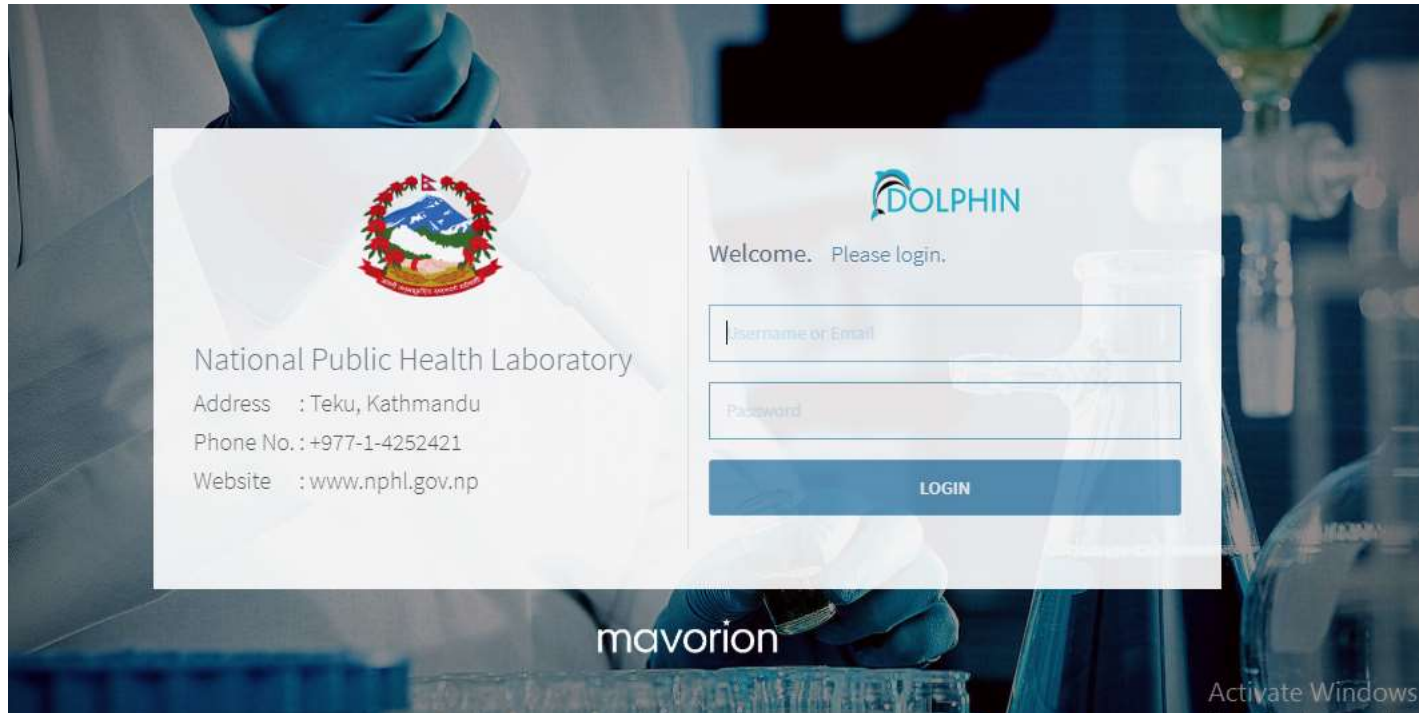 National Public Health Laboratory
Address : Teku, Kathmandu
Phone No. : +977-1-4252421
Website : www.nphl.gov.np
DOLPHIN
Welcome. Please login.
Username or Email
Password
LOGIN
mavorion
Activate Windows